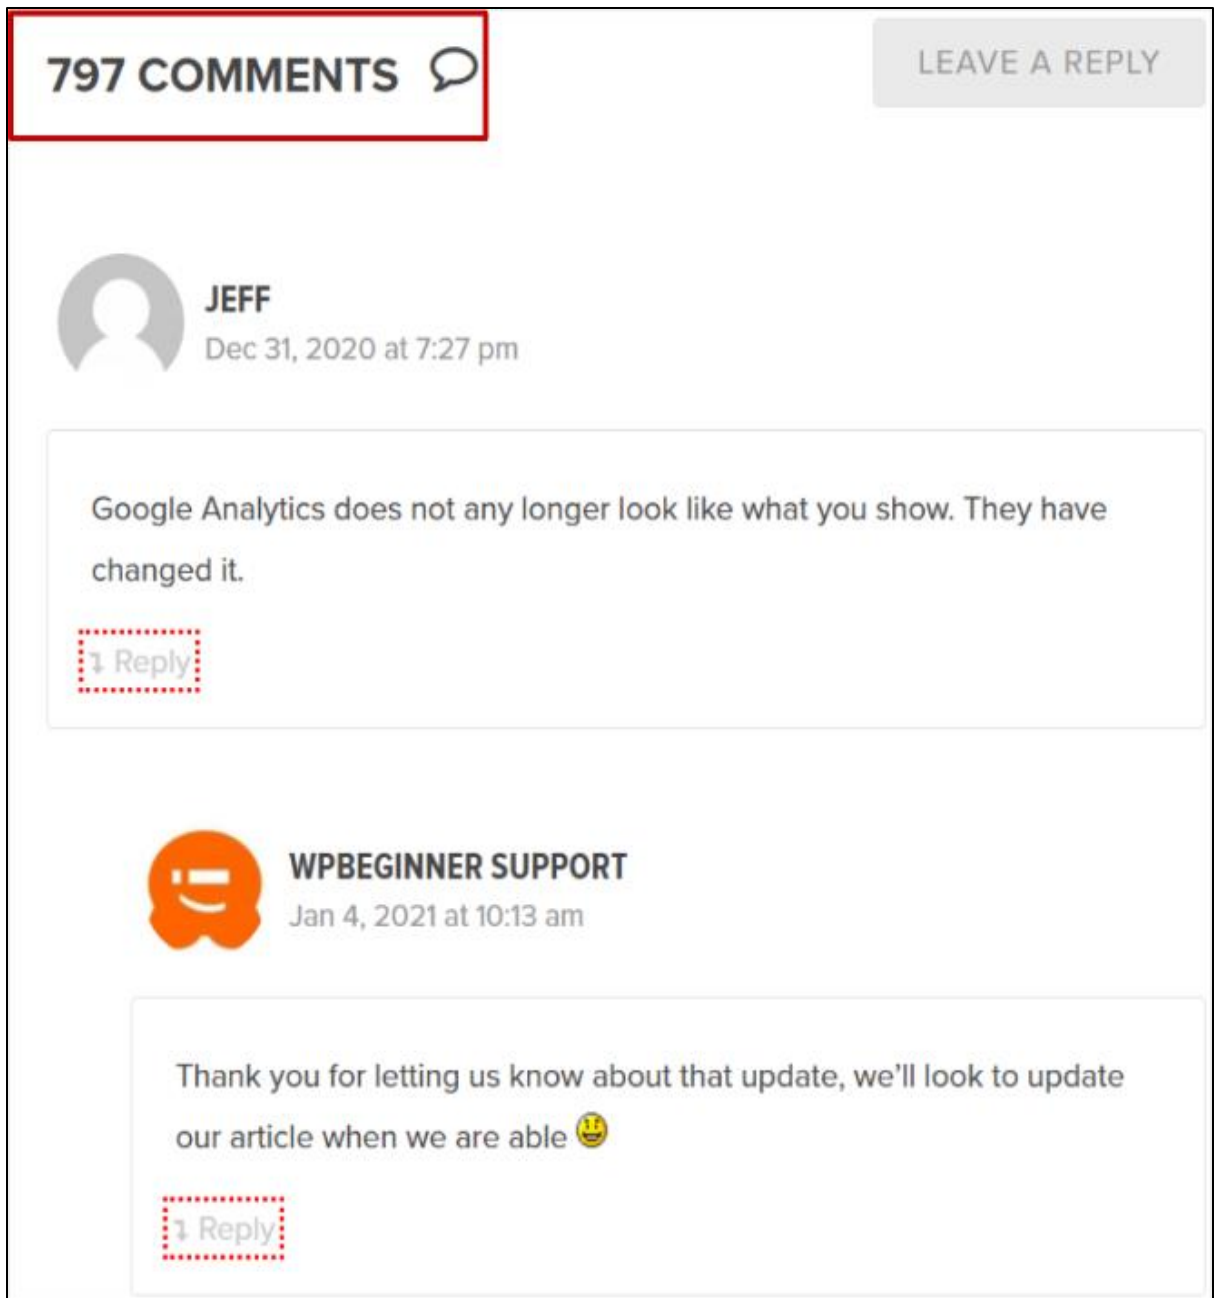 797 COMMENTS
LEAVE A REPLY
JEFF
Dec 31, 2020 at 7:27 pm
Google Analytics does not any longer look like what you show. They have
changed it.
Reply
WPBEGINNER SUPPORT
Jan 4, 2021 at 10:13 am
Thank you for letting us know about that update, we'll look to update
our article when we are able
Reply